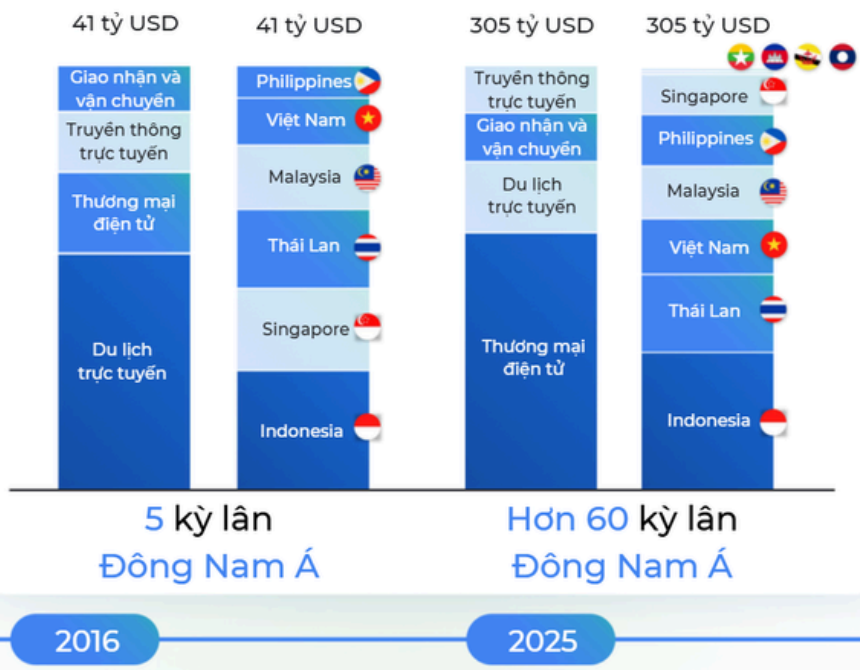 41 tỷ USD
41 tỷ USD
305 tỷ USD
305 tỷ USD
Giao nhận và
vận chuyển
Truyền thông
trực tuyến
Thương mại
điện tử
Du lịch
trực tuyến
Philippines
Việt Nam
Malaysia
Thái Lan
Singapore
Indonesia
Truyền thông
trực tuyến
Giao nhận và
vận chuyển
Du lịch
trực tuyến
Thương mại
điện tử
Singapore
Philippines
Malaysia
Việt Nam
Thái Lan
Indonesia
5 kỳ lân
Đông Nam Á
Hơn 60 kỳ lân
Đông Nam Á
2016
2025